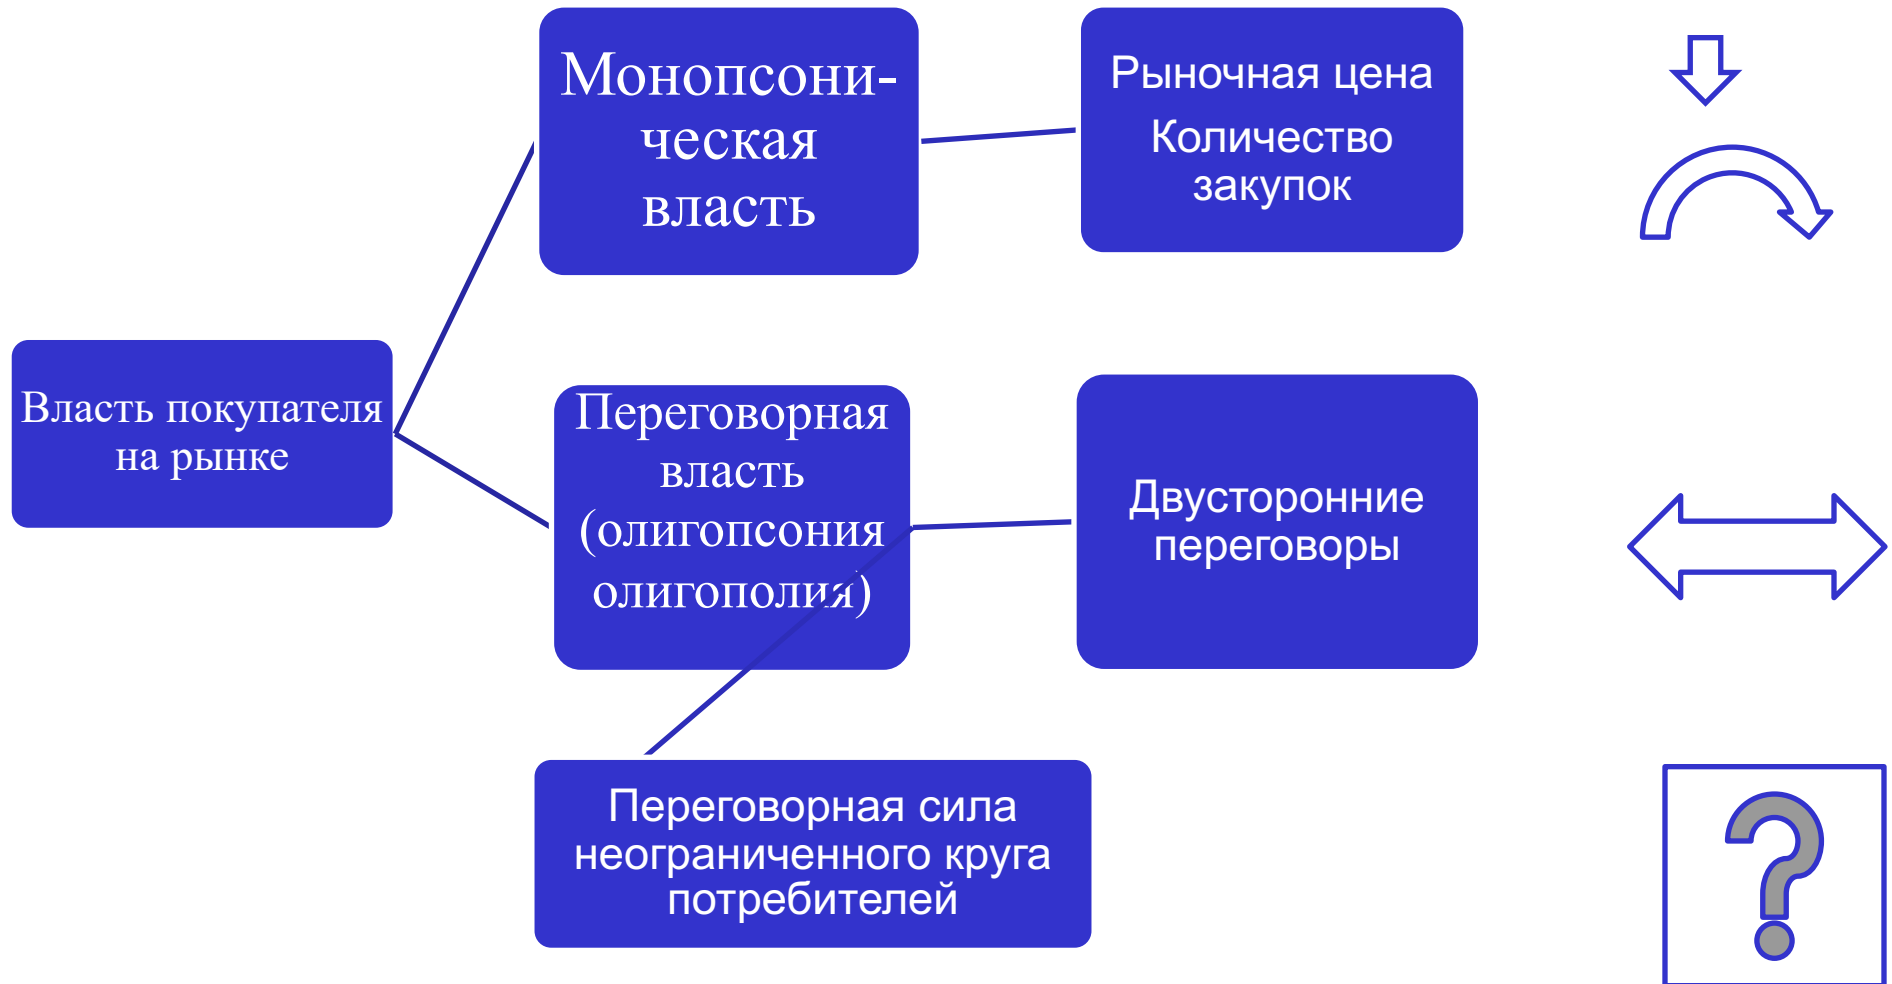 Монопсони-
ческая
власть
Рыночная цена
Количество
закупок
Власть покупателя
на рынке
Переговорная
власть
(олигопсония
олигополия)
Двусторонние
переговоры
Переговорная сила
неограниченного круга
потребителей
?